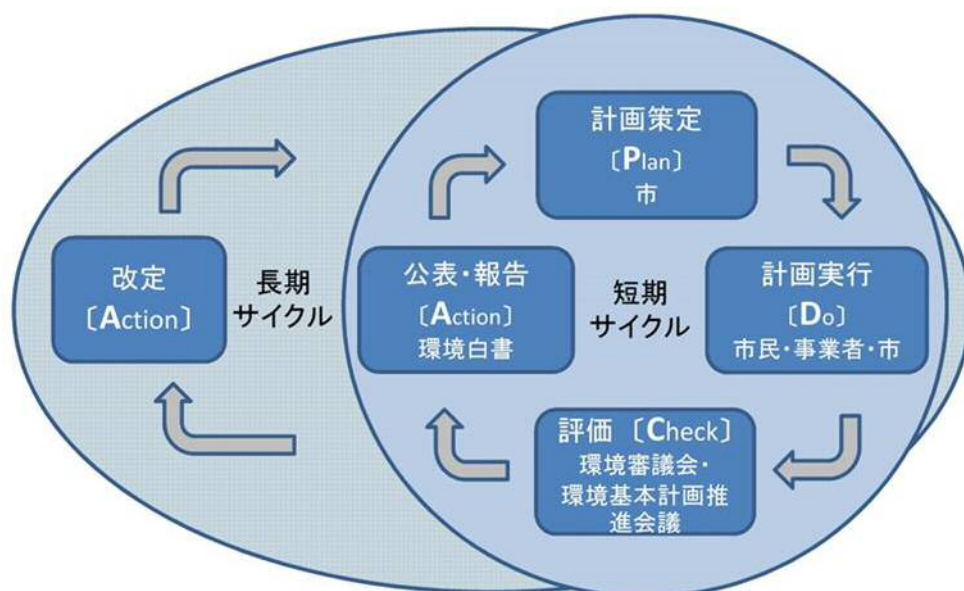 計画策定
〔Plan〕
市
改定
〔Action〕
長期
サイクル
公表・報告
〔Action〕
環境白書
短期
サイクル
計画実行
〔Do〕
市民・事業者・市
評価〔Check〕
環境審議会・
環境基本計画推
進会議